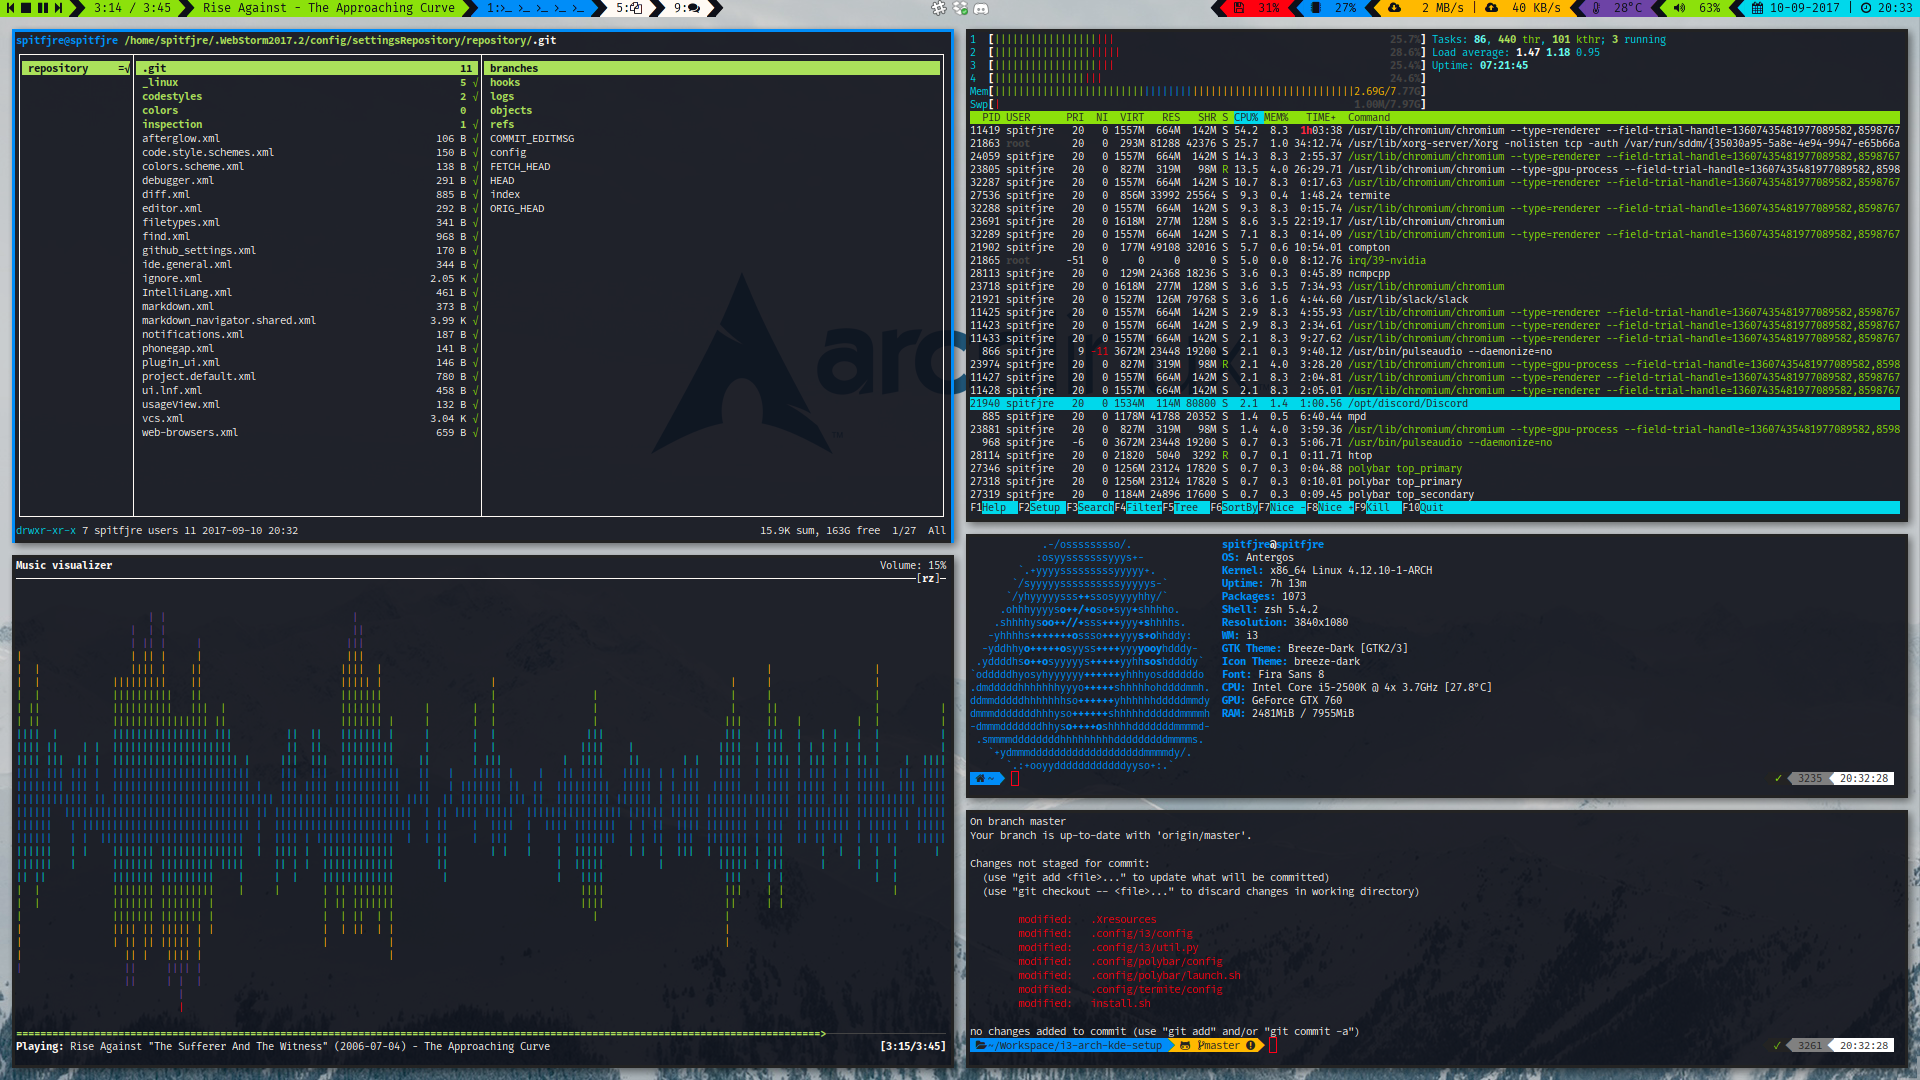 3:14 / 3:45 Rise Against - The Approaching Curve 1: 5: 9: 31% 27% 2 MB/s | 40 KB/s 28°C 63% 10-09-2017 | 20:33
spitfjre@spitfjre /home/spitfjre/.WebStorm2017.2/config/settingsRepository/repository/.git
repository =√ .git 11 branches
_linux 5 √ hooks
codestyles 2 √ logs
colors 0 objects
inspection 1 √ refs
afterglow.xml 106 B √ COMMIT_EDITMSG
code.style.schemes.xml 150 B √ config
colors.scheme.xml 138 B √ FETCH_HEAD
debugger.xml 291 B √ HEAD
diff.xml 885 B √ index
editor.xml 292 B √ ORIG_HEAD
filetypes.xml 341 B √
find.xml 968 B √
github_settings.xml 170 B √
ide.general.xml 344 B √
ignore.xml 2.05 K √
IntelliLang.xml 461 B √
markdown.xml 373 B √
markdown_navigator.shared.xml 3.99 K √
notifications.xml 187 B √
phonegap.xml 141 B √
plugin_ui.xml 146 B √
project.default.xml 780 B √
ui.lnf.xml 458 B √
usageView.xml 132 B √
vcs.xml 3.04 K √
web-browsers.xml 659 B √
drwxr-xr-x 7 spitfjre users 11 2017-09-10 20:32 15.9K sum, 163G free 1/27 All
arc
Music visualizer Volume: 15%
[rz]
Playing: Rise Against "The Sufferer And The Witness" (2006-07-04) - The Approaching Curve [3:15/3:45]
1 [ 25.7%] Tasks: 86, 440 thr, 101 kthr; 3 running
2 [ 28.6%] Load average: 1.47 1.18 0.95
3 [ 25.4%] Uptime: 07:21:45
4 [ 24.6%]
Mem[ 2.69G/7.77G]
Swp[ 1.00M/7.97G]
PID USER PRI NI VIRT RES SHR S CPU% MEM% TIME+ Command
11419 spitfjre 20 0 1557M 664M 142M S 54.2 8.3 1h03:38 /usr/lib/chromium/chromium --type=renderer --field-trial-handle=13607435481977089582,8598767
21863 root 20 0 293M 81288 42376 S 25.7 1.0 34:12.74 /usr/lib/xorg-server/Xorg -nolisten tcp -auth /var/run/sddm/{35030a95-5a8e-4e94-9947-e65b66a
24059 spitfjre 20 0 1557M 664M 142M S 14.3 8.3 2:55.37 /usr/lib/chromium/chromium --type=renderer --field-trial-handle=13607435481977089582,8598767
23805 spitfjre 20 0 827M 319M 98M R 13.5 4.0 26:29.71 /usr/lib/chromium/chromium --type=gpu-process --field-trial-handle=13607435481977089582,8598
32287 spitfjre 20 0 1557M 664M 142M S 10.7 8.3 0:17.63 /usr/lib/chromium/chromium --type=renderer --field-trial-handle=13607435481977089582,8598767
27536 spitfjre 20 0 856M 33992 25564 S 9.3 0.4 1:48.24 termite
32288 spitfjre 20 0 1557M 664M 142M S 9.3 8.3 0:15.74 /usr/lib/chromium/chromium --type=renderer --field-trial-handle=13607435481977089582,8598767
23691 spitfjre 20 0 1618M 277M 128M S 8.6 3.5 22:19.17 /usr/lib/chromium/chromium
32289 spitfjre 20 0 1557M 664M 142M S 7.1 8.3 0:14.09 /usr/lib/chromium/chromium --type=renderer --field-trial-handle=13607435481977089582,8598767
21902 spitfjre 20 0 177M 49108 32016 S 5.7 0.6 10:54.01 compton
21865 root -51 0 0 0 0 S 5.0 0.0 8:12.76 irq/39-nvidia
28113 spitfjre 20 0 129M 24368 18236 S 3.6 0.3 0:45.89 ncmpcpp
23718 spitfjre 20 0 1618M 277M 128M S 3.6 3.5 7:34.93 /usr/lib/chromium/chromium
21921 spitfjre 20 0 1527M 126M 79768 S 3.6 1.6 4:44.60 /usr/lib/slack/slack
11425 spitfjre 20 0 1557M 664M 142M S 2.9 8.3 4:55.93 /usr/lib/chromium/chromium --type=renderer --field-trial-handle=13607435481977089582,8598767
11423 spitfjre 20 0 1557M 664M 142M S 2.9 8.3 2:34.61 /usr/lib/chromium/chromium --type=renderer --field-trial-handle=13607435481977089582,8598767
11433 spitfjre 20 0 1557M 664M 142M S 2.1 8.3 9:27.62 /usr/lib/chromium/chromium --type=renderer --field-trial-handle=13607435481977089582,8598767
866 spitfjre 9 -11 3672M 23448 19200 S 2.1 0.3 9:40.12 /usr/bin/pulseaudio --daemonize=no
23974 spitfjre 20 0 827M 319M 98M R 2.1 4.0 3:28.20 /usr/lib/chromium/chromium --type=gpu-process --field-trial-handle=13607435481977089582,8598
11427 spitfjre 20 0 1557M 664M 142M S 2.1 8.3 2:04.81 /usr/lib/chromium/chromium --type=renderer --field-trial-handle=13607435481977089582,8598767
11428 spitfjre 20 0 1557M 664M 142M S 2.1 8.3 2:05.01 /usr/lib/chromium/chromium --type=renderer --field-trial-handle=13607435481977089582,8598767
21940 spitfjre 20 0 1534M 114M 80800 S 2.1 1.4 1:00.56 /opt/discord/Discord
885 spitfjre 20 0 1178M 41788 20352 S 1.4 0.5 6:40.44 mpd
23881 spitfjre 20 0 827M 319M 98M S 1.4 4.0 3:59.36 /usr/lib/chromium/chromium --type=gpu-process --field-trial-handle=13607435481977089582,8598
968 spitfjre -6 0 3672M 23448 19200 S 0.7 0.3 5:06.71 /usr/bin/pulseaudio --daemonize=no
28114 spitfjre 20 0 21820 5040 3292 R 0.7 0.1 0:11.71 htop
27346 spitfjre 20 0 1256M 23124 17820 S 0.7 0.3 0:04.88 polybar top_primary
27318 spitfjre 20 0 1256M 23124 17820 S 0.7 0.3 0:10.01 polybar top_primary
27319 spitfjre 20 0 1184M 24896 17600 S 0.7 0.3 0:09.45 polybar top_secondary
F1Help F2Setup F3SearchF4FilterF5Tree F6SortByF7Nice -F8Nice +F9Kill F10Quit
spitfjre@spitfjre
OS: Antergos
Kernel: x86_64 Linux 4.12.10-1-ARCH
Uptime: 7h 13m
Packages: 1073
Shell: zsh 5.4.2
Resolution: 3840x1080
WM: i3
GTK Theme: Breeze-Dark [GTK2/3]
Icon Theme: breeze-dark
Font: Fira Sans 8
CPU: Intel Core i5-2500K @ 4x 3.7GHz [27.8°C]
GPU: GeForce GTX 760
RAM: 2481MiB / 7955MiB
~ ✓ 3235 20:32:28
On branch master
Your branch is up-to-date with 'origin/master'.
Changes not staged for commit:
(use "git add <file>..." to update what will be committed)
(use "git checkout -- <file>..." to discard changes in working directory)
modified: .Xresources
modified: .config/i3/config
modified: .config/i3/util.py
modified: .config/polybar/config
modified: .config/polybar/launch.sh
modified: .config/termite/config
modified: install.sh
no changes added to commit (use "git add" and/or "git commit -a")
~/Workspace/i3-arch-kde-setup master ✓ 3261 20:32:28